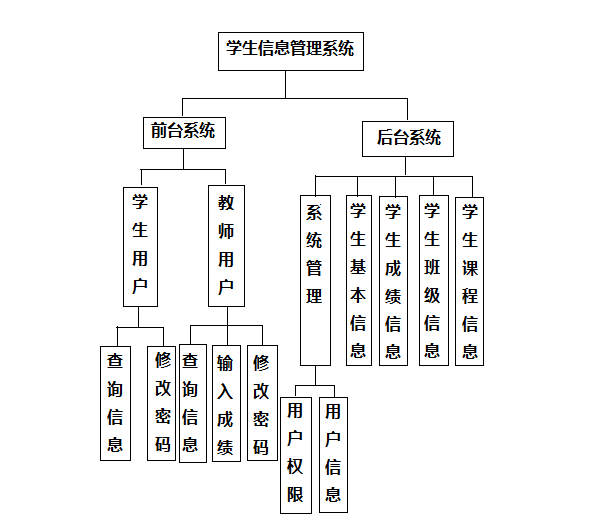 学生信息管理系统
前台系统
后台系统
学生用户
教师用户
系统管理
学生基本信息
学生成绩信息
学生班级信息
学生课程信息
查询信息
修改密码
查询信息
输入成绩
修改密码
用户权限
用户信息